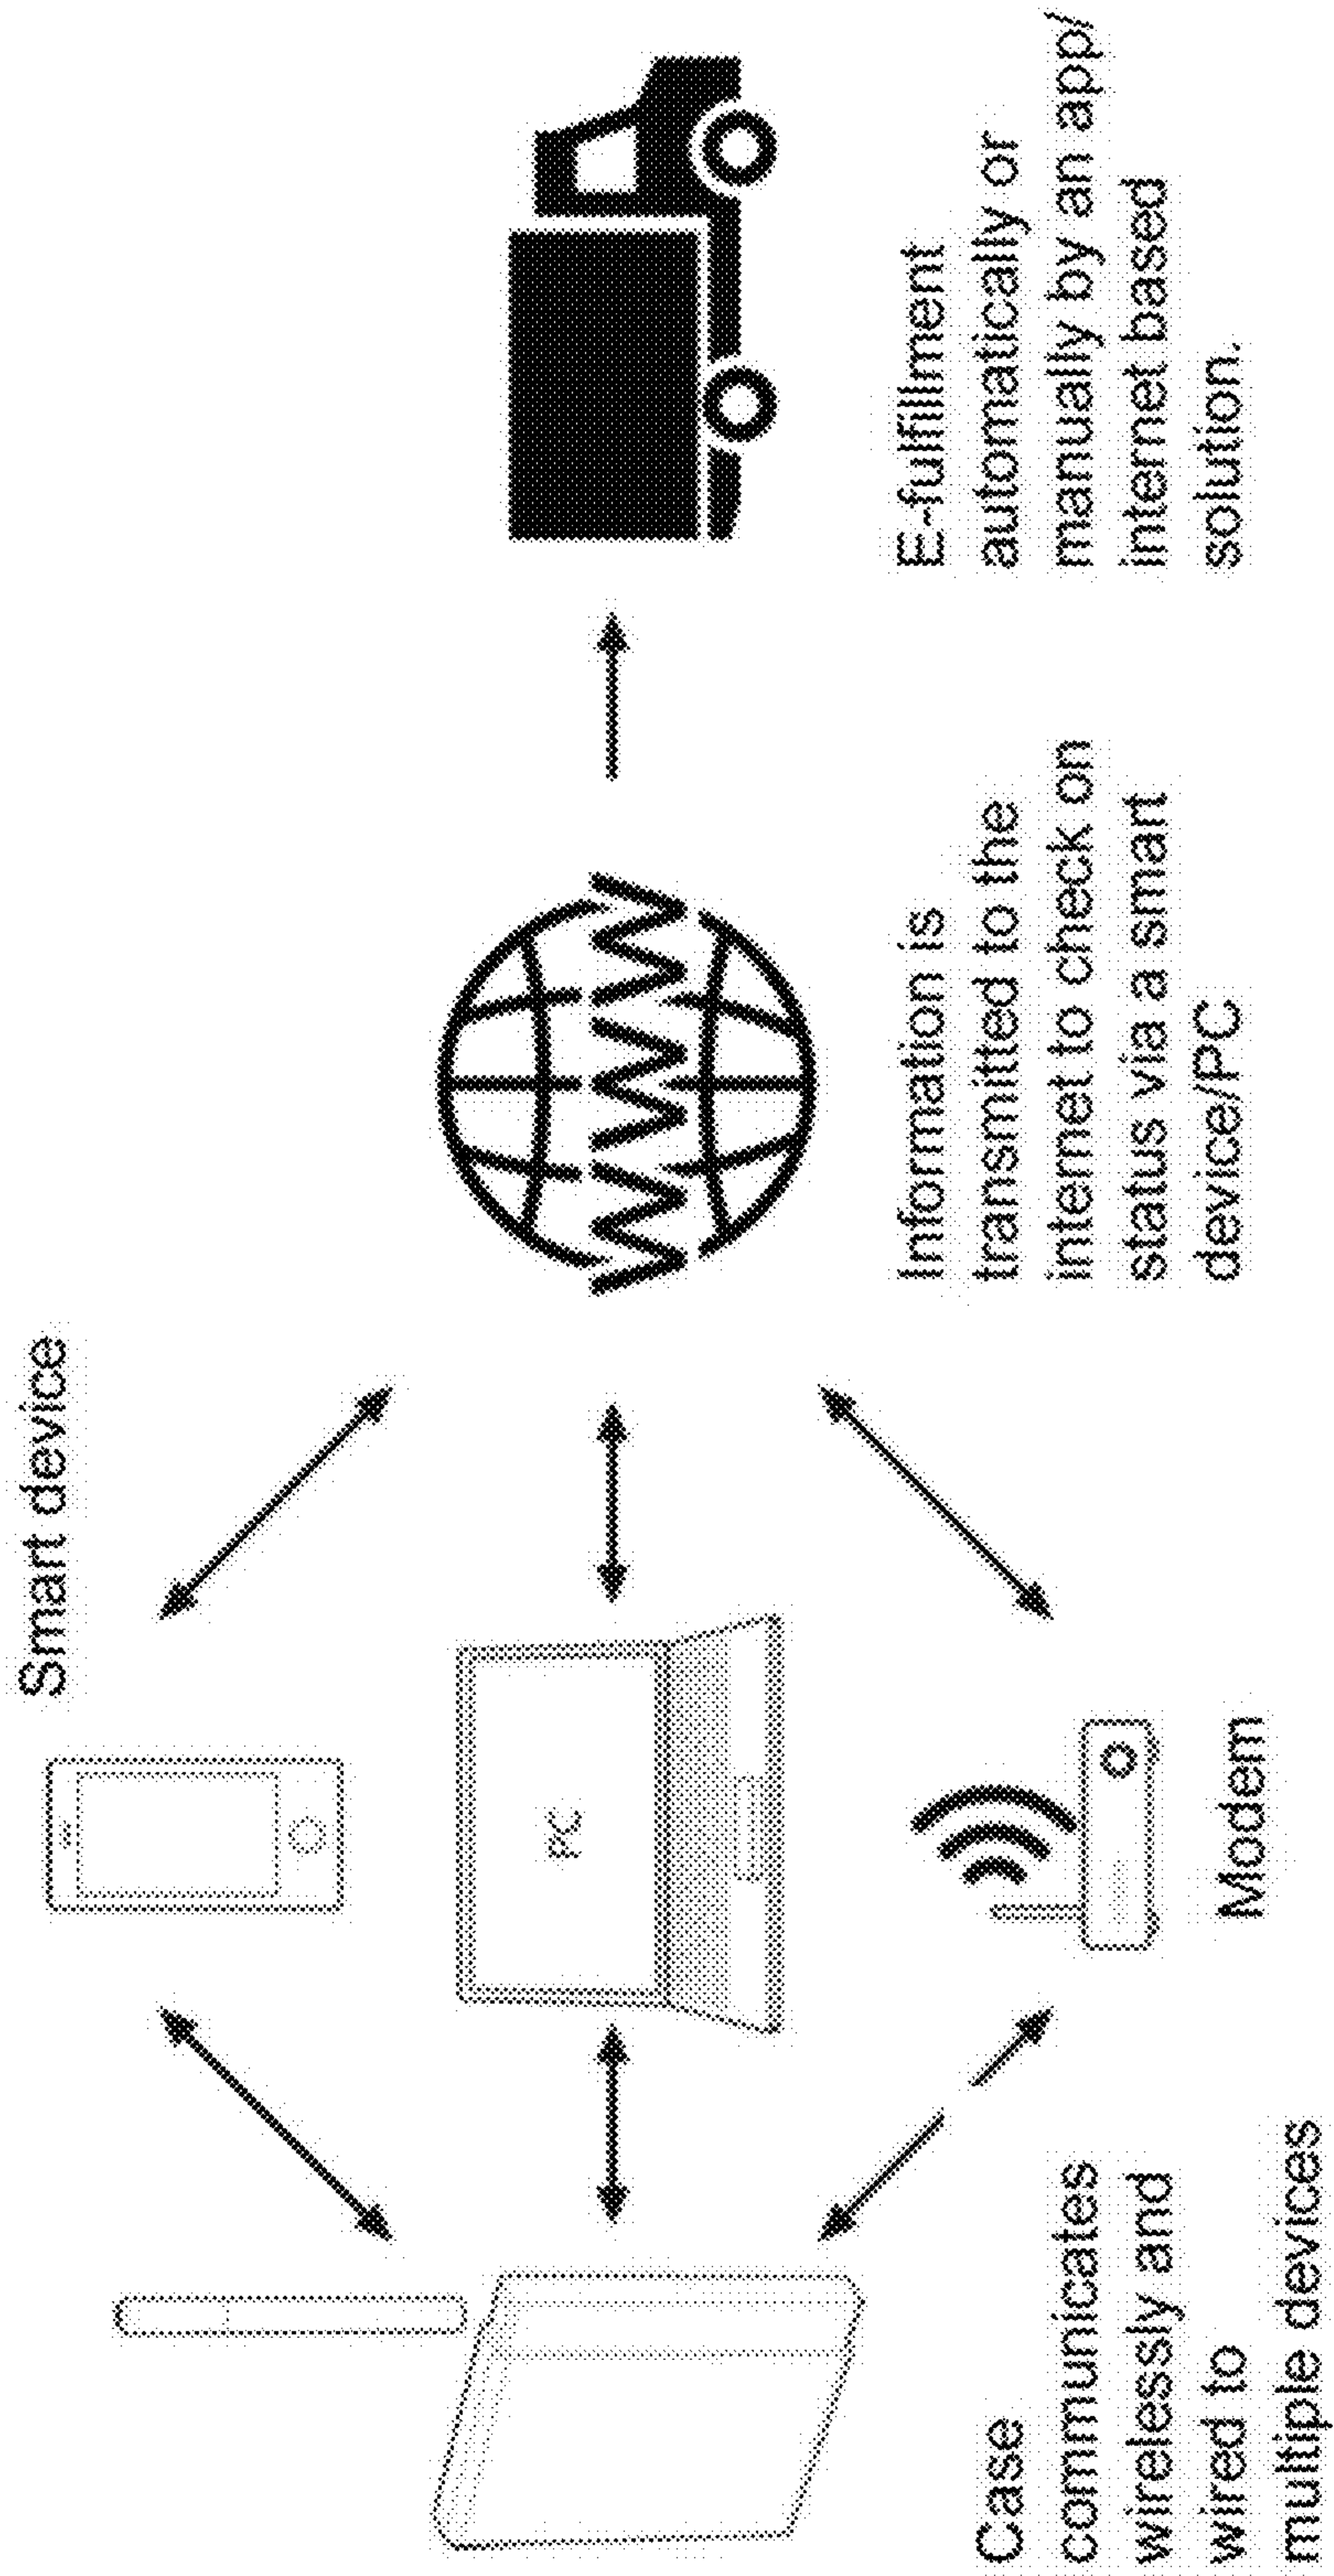 Smart device
PC
WWW
Modem
Case
communicates
wirelessly and
wired to
multiple devices
Information is
transmitted to the
internet to check on
status via a smart
device/PC
E-fulfillment
automatically or
manually by an app/
internet based
solution.